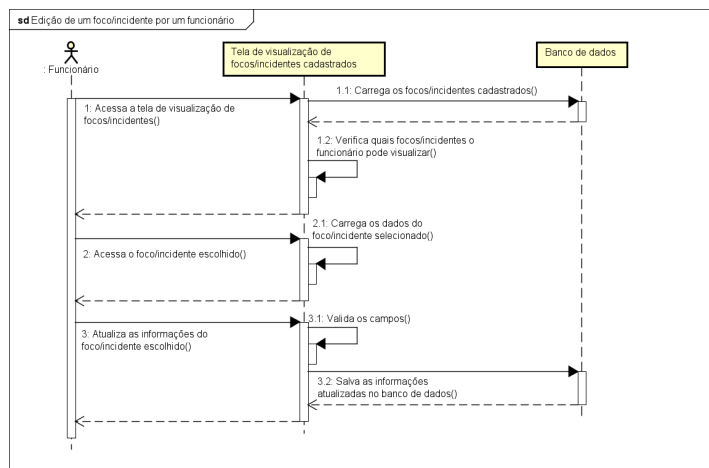 sd Edição de um foco/incidente por um funcionário
: Funcionário
Tela de visualização de
focos/incidentes cadastrados
Banco de dados
1: Acessa a tela de visualização de
focos/incidentes()
1.1: Carrega os focos/incidentes cadastrados()
1.2: Verifica quais focos/incidentes o
funcionário pode visualizar()
2: Acessa o foco/incidente escolhido()
2.1: Carrega os dados do
foco/incidente selecionado()
3: Atualiza as informações do
foco/incidente escolhido()
3.1: Valida os campos()
3.2: Salva as informações
atualizadas no banco de dados()